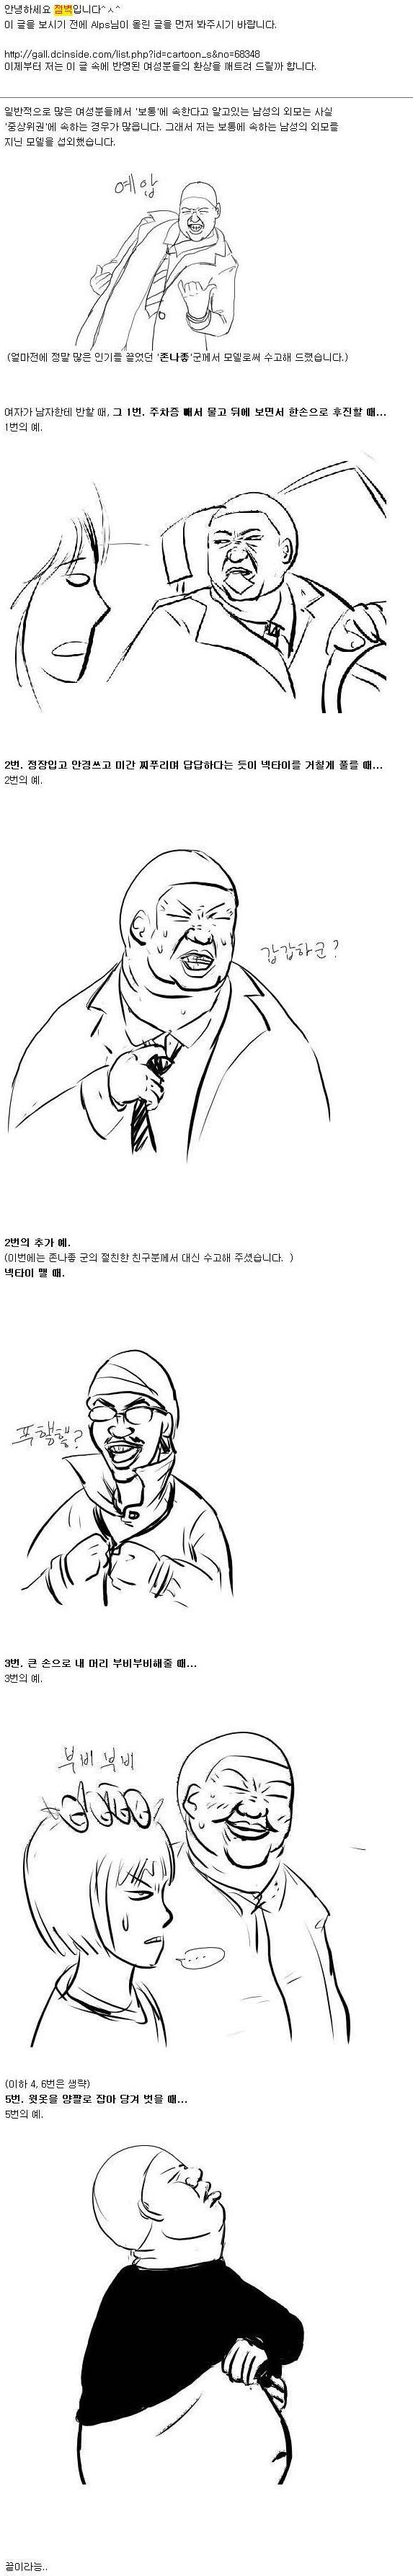 안녕하세요 점벽입니다^ㅅ^
이 글을 보시기 전에 Alps님이 올린 글을 먼저 봐주시기 바랍니다.
http://gall.dcinside.com/list.php?id=cartoon_s&no=68348
이제부터 저는 이 글 속에 반영된 여성분들의 환상을 깨트려 드릴까 합니다.
일반적으로 많은 여성분들께서 '보통'에 속한다고 알고있는 남성의 외모는 사실
'중상위권'에 속하는 경우가 많읍니다. 그래서 저는 보통에 속하는 남성의 외모를
지닌 모델을 섭외했습니다.
예압
(얼마전에 정말 많은 인기를 끌었던 '존나좋'군께서 모델로써 수고해 드렸습니다.)
여자가 남자한테 반할 때, 그 1번. 주차증 빼서 물고 뒤에 보면서 한손으로 후진할 때...
1번의 예.
2번. 정장입고 안경쓰고 미간 찌푸리며 답답하다는 듯이 넥타이를 거칠게 풀를 때...
2번의 예.
갑갑하군?
2번의 추가 예.
(이번에는 존나좋 군의 절친한 친구분께서 대신 수고해 주셨습니다. )
넥타이 맬 때.
폭행핥?
3번. 큰 손으로 내 머리 부비부비해줄 때...
3번의 예.
부비부비
....
(이하 4, 6번은 생략)
5번. 윗옷을 양팔로 잡아 당겨 벗을 때...
5번의 예.
끝이라능..